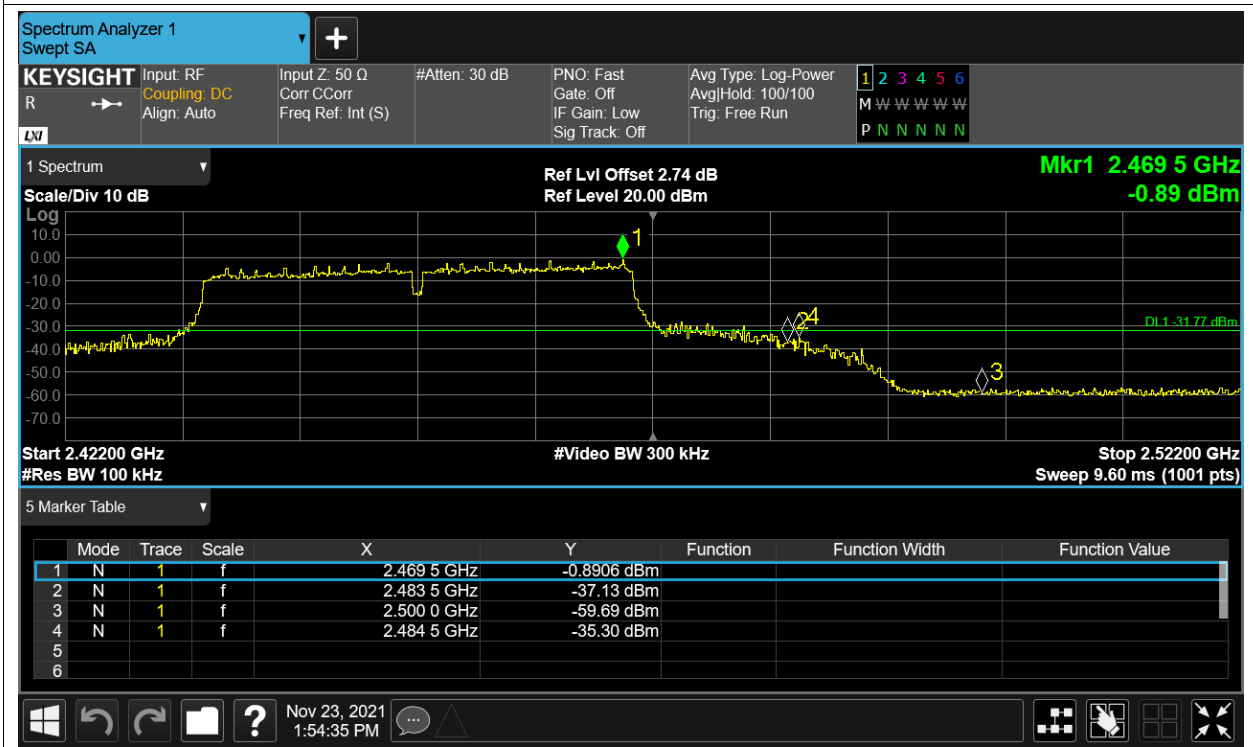 Spectrum Analyzer 1
Swept SA
+
KEYSIGHT Input: RF Input Z: 50 Ω #Atten: 30 dB PNO: Fast Avg Type: Log-Power 1 2 3 4 5 6
R Coupling: DC Corr CCorr Gate: Off Avg|Hold: 100/100 M W W W W W
Align: Auto Freq Ref: Int (S) IF Gain: Low Trig: Free Run
LXI Sig Track: Off P N N N N N
1 Spectrum Ref Lvl Offset 2.74 dB Mkr1 2.469 5 GHz
Scale/Div 10 dB Ref Level 20.00 dBm -0.89 dBm
Log
10.0
1
0.00
-10.0
-20.0
-30.0
2 4
DL1 -31.77 dBm
-40.0
-50.0
3
-60.0
-70.0
Start 2.42200 GHz #Video BW 300 kHz Stop 2.52200 GHz
#Res BW 100 kHz Sweep 9.60 ms (1001 pts)
5 Marker Table
Mode Trace Scale X Y Function Function Width Function Value
1 N 1 f 2.469 5 GHz -0.8906 dBm
2 N 1 f 2.483 5 GHz -37.13 dBm
3 N 1 f 2.500 0 GHz -59.69 dBm
4 N 1 f 2.484 5 GHz -35.30 dBm
5
6
? Nov 23, 2021
1:54:35 PM